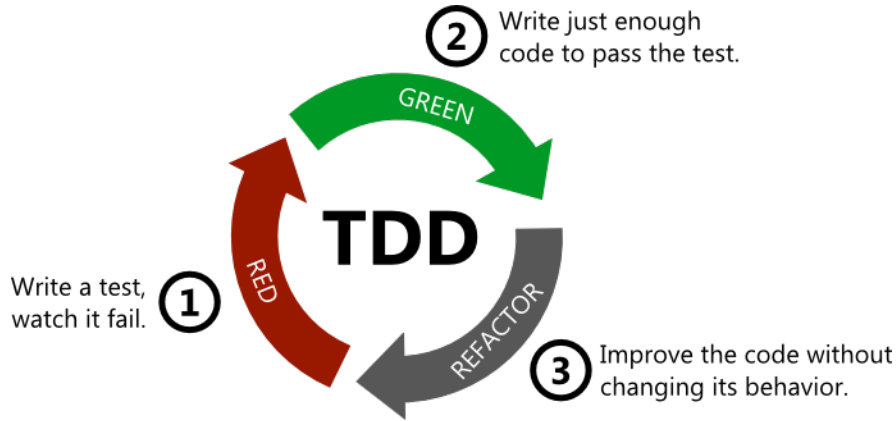 2
Write just enough
code to pass the test.
GREEN
TDD
RED
Write a test,
watch it fail.
1
REFACTOR
3
Improve the code without
changing its behavior.